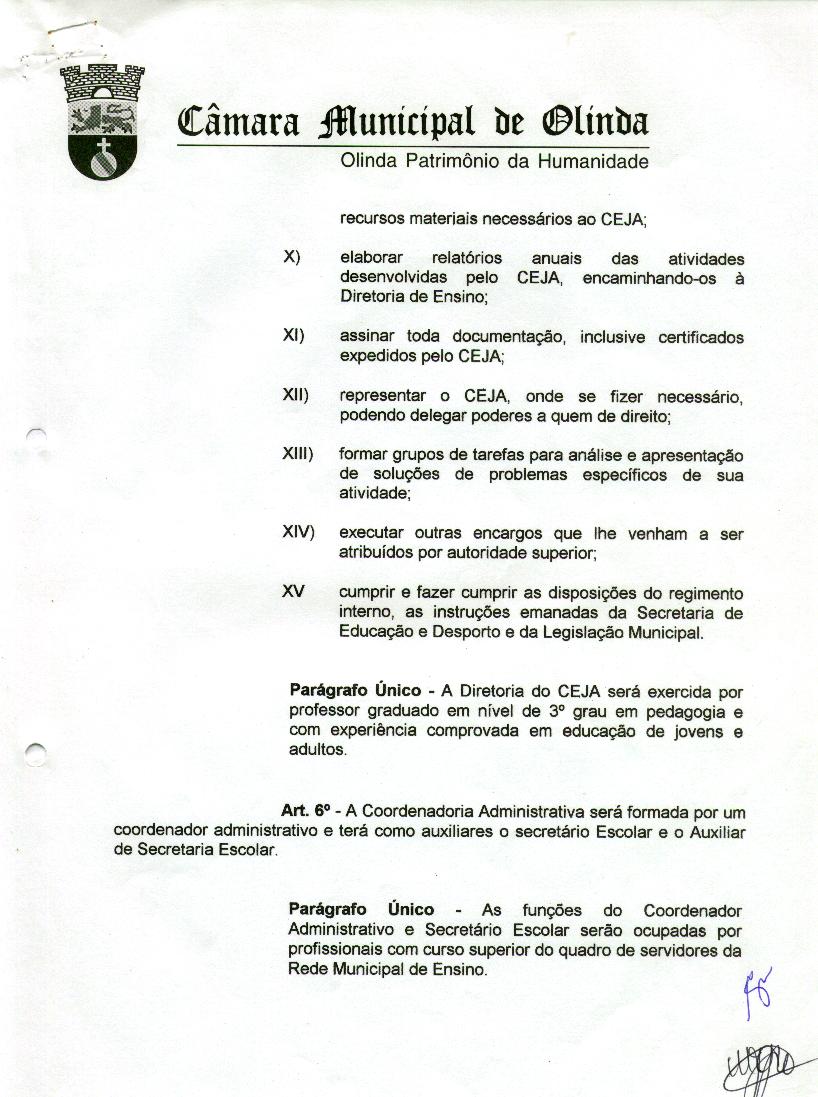 Câmara Municipal de Olinda
Olinda Patrimônio da Humanidade
recursos materiais necessários ao CEJA;
X) elaborar relatórios anuais das atividades
desenvolvidas pelo CEJA, encaminhando-os à
Diretoria de Ensino;
XI) assinar toda documentação, inclusive certificados
expedidos pelo CEJA;
XII) representar o CEJA, onde se fizer necessário,
podendo delegar poderes a quem de direito;
XIII) formar grupos de tarefas para análise e apresentação
de soluções de problemas específicos de sua
atividade;
XIV) executar outras encargos que lhe venham a ser
atribuídos por autoridade superior;
XV cumprir e fazer cumprir as disposições do regimento
interno, as instruções emanadas da Secretaria de
Educação e Desporto e da Legislação Municipal.
Parágrafo Único - A Diretoria do CEJA será exercida por
professor graduado em nível de 3º grau em pedagogia e
com experiência comprovada em educação de jovens e
adultos.
Art. 6º - A Coordenadoria Administrativa será formada por um
coordenador administrativo e terá como auxiliares o secretário Escolar e o Auxiliar
de Secretaria Escolar.
Parágrafo Único - As funções do Coordenador
Administrativo e Secretário Escolar serão ocupadas por
profissionais com curso superior do quadro de servidores da
Rede Municipal de Ensino.